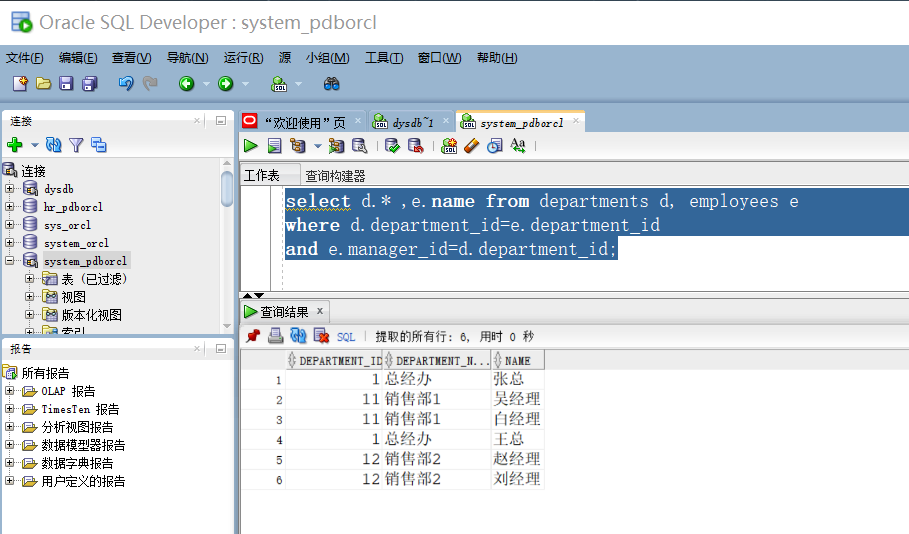 Oracle SQL Developer : system_pdborcl
文件(F) 编辑(E) 查看(V) 导航(N) 运行(R) 源 小组(M) 工具(T) 窗口(W) 帮助(H)
连接
连接
dysdb
hr_pdborcl
sys_orcl
system_orcl
system_pdborcl
表 (已过滤)
视图
版本化视图
索引
报告
所有报告
OLAP 报告
TimesTen 报告
分析视图报告
数据模型器报告
数据字典报告
用户定义的报告
“欢迎使用”页 dysdb~1 system_pdborcl
工作表 查询构建器
select d.* ,e.name from departments d, employees e
where d.department_id=e.department_id
and e.manager_id=d.department_id;
查询结果 x
SQL | 提取的所有行: 6, 用时 0 秒
DEPARTMENT_ID DEPARTMENT_N... NAME
1 1 总经办 张总
2 11 销售部1 吴经理
3 11 销售部1 白经理
4 1 总经办 王总
5 12 销售部2 赵经理
6 12 销售部2 刘经理